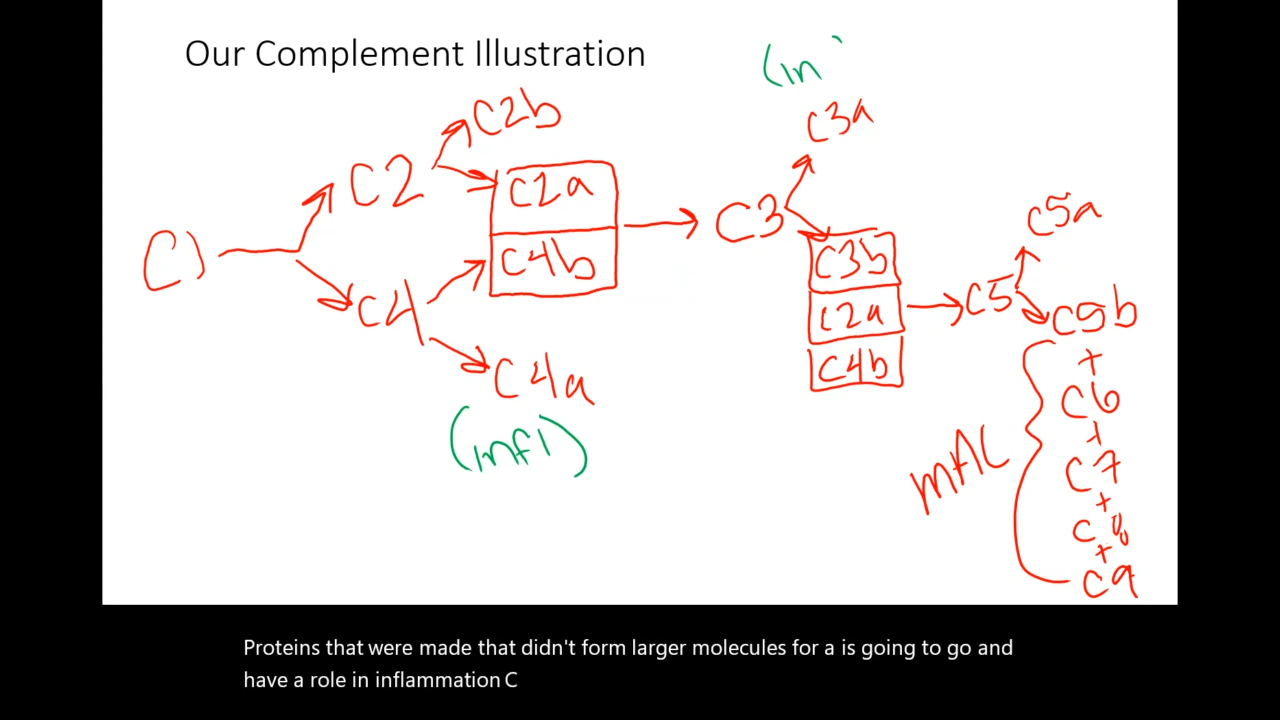 Our Complement Illustration
(in
C3a
C2b
C2
C2a
C1
C4b
C4
C4a
(infl)
C3
C3b
C2a
C4b
C5a
C5
C5b
+
C6
+
C7
+
C8
+
C9
MAC
Proteins that were made that didn't form larger molecules for a is going to go and
have a role in inflammation C